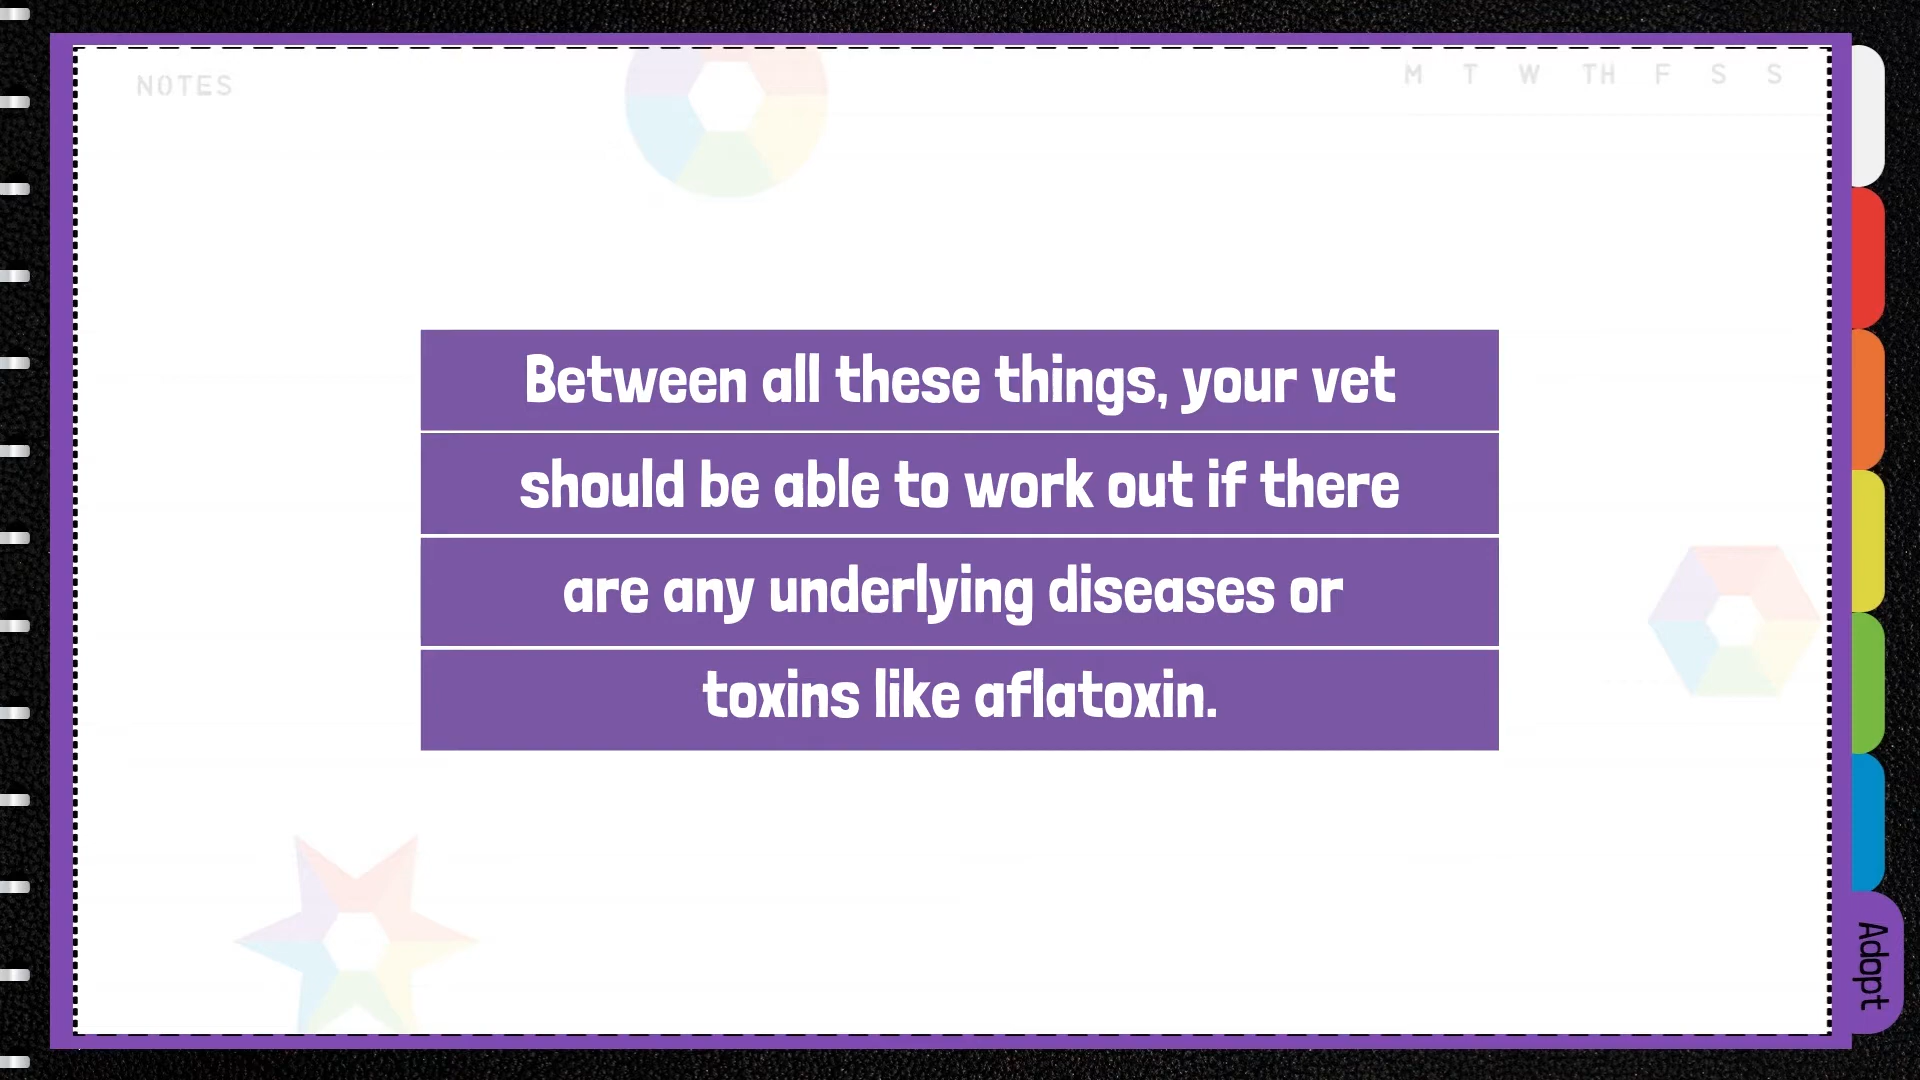 NOTES
M T W TH F S S
Between all these things, your vet
should be able to work out if there
are any underlying diseases or
toxins like aflatoxin.
Adopt